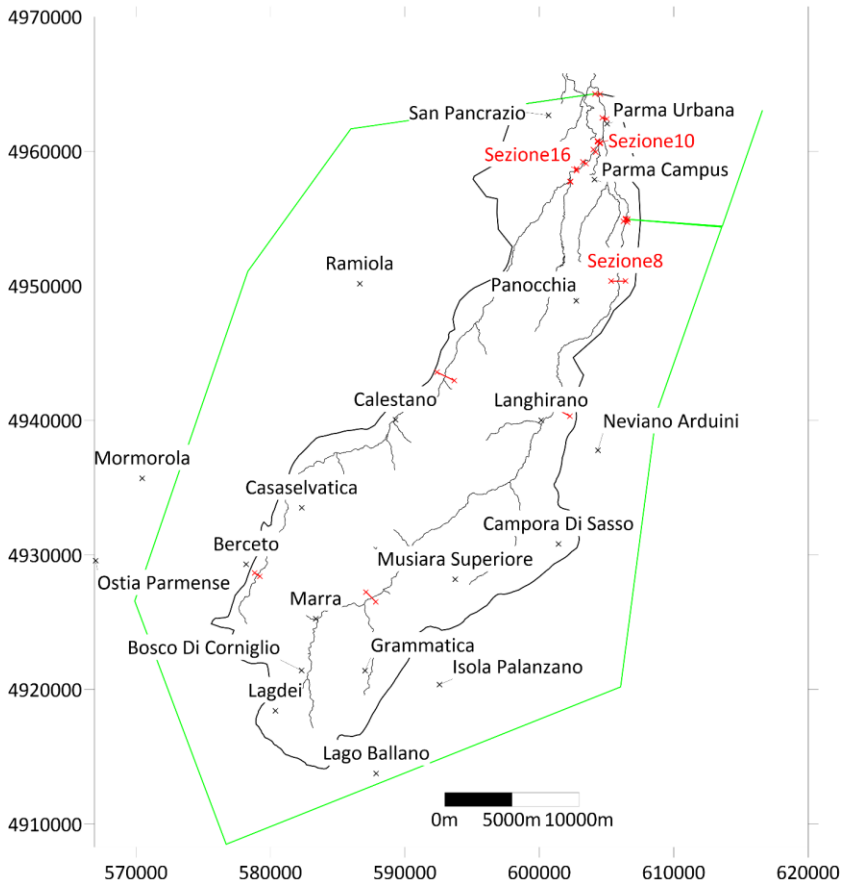 4970000
San Pancrazio
Parma Urbana
4960000
Sezione16
Sezione10
Parma Campus
Sezione8
Ramiola
4950000
Panocchia
4940000
Calestano
Langhirano
Neviano Arduini
Mormorola
Casaselvatica
Campora Di Sasso
4930000
Berceto
Musiara Superiore
Ostia Parmense
Marra
Bosco Di Corniglio
Grammatica
Isola Palanzano
4920000
Lagdei
Lago Ballano
4910000
0m 5000m 10000m
570000 580000 590000 600000 610000 620000